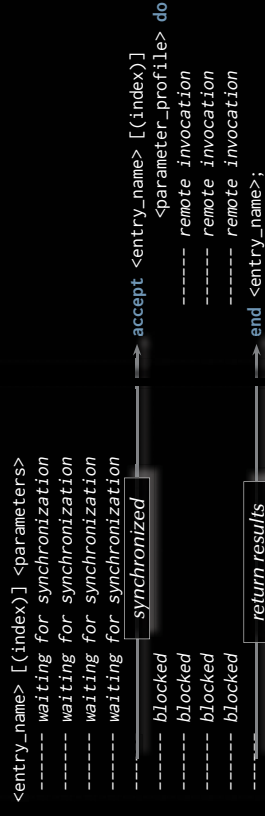 <entry_name> [(index)] <parameters>
------ waiting for synchronization
------ waiting for synchronization
------ waiting for synchronization
------ waiting for synchronization
------ synchronized accept <entry_name> [(index)]
<parameter_profile> do
------ blocked ------ remote invocation
------ blocked ------ remote invocation
------ blocked ------ remote invocation
------ blocked
------ return results end <entry_name>;